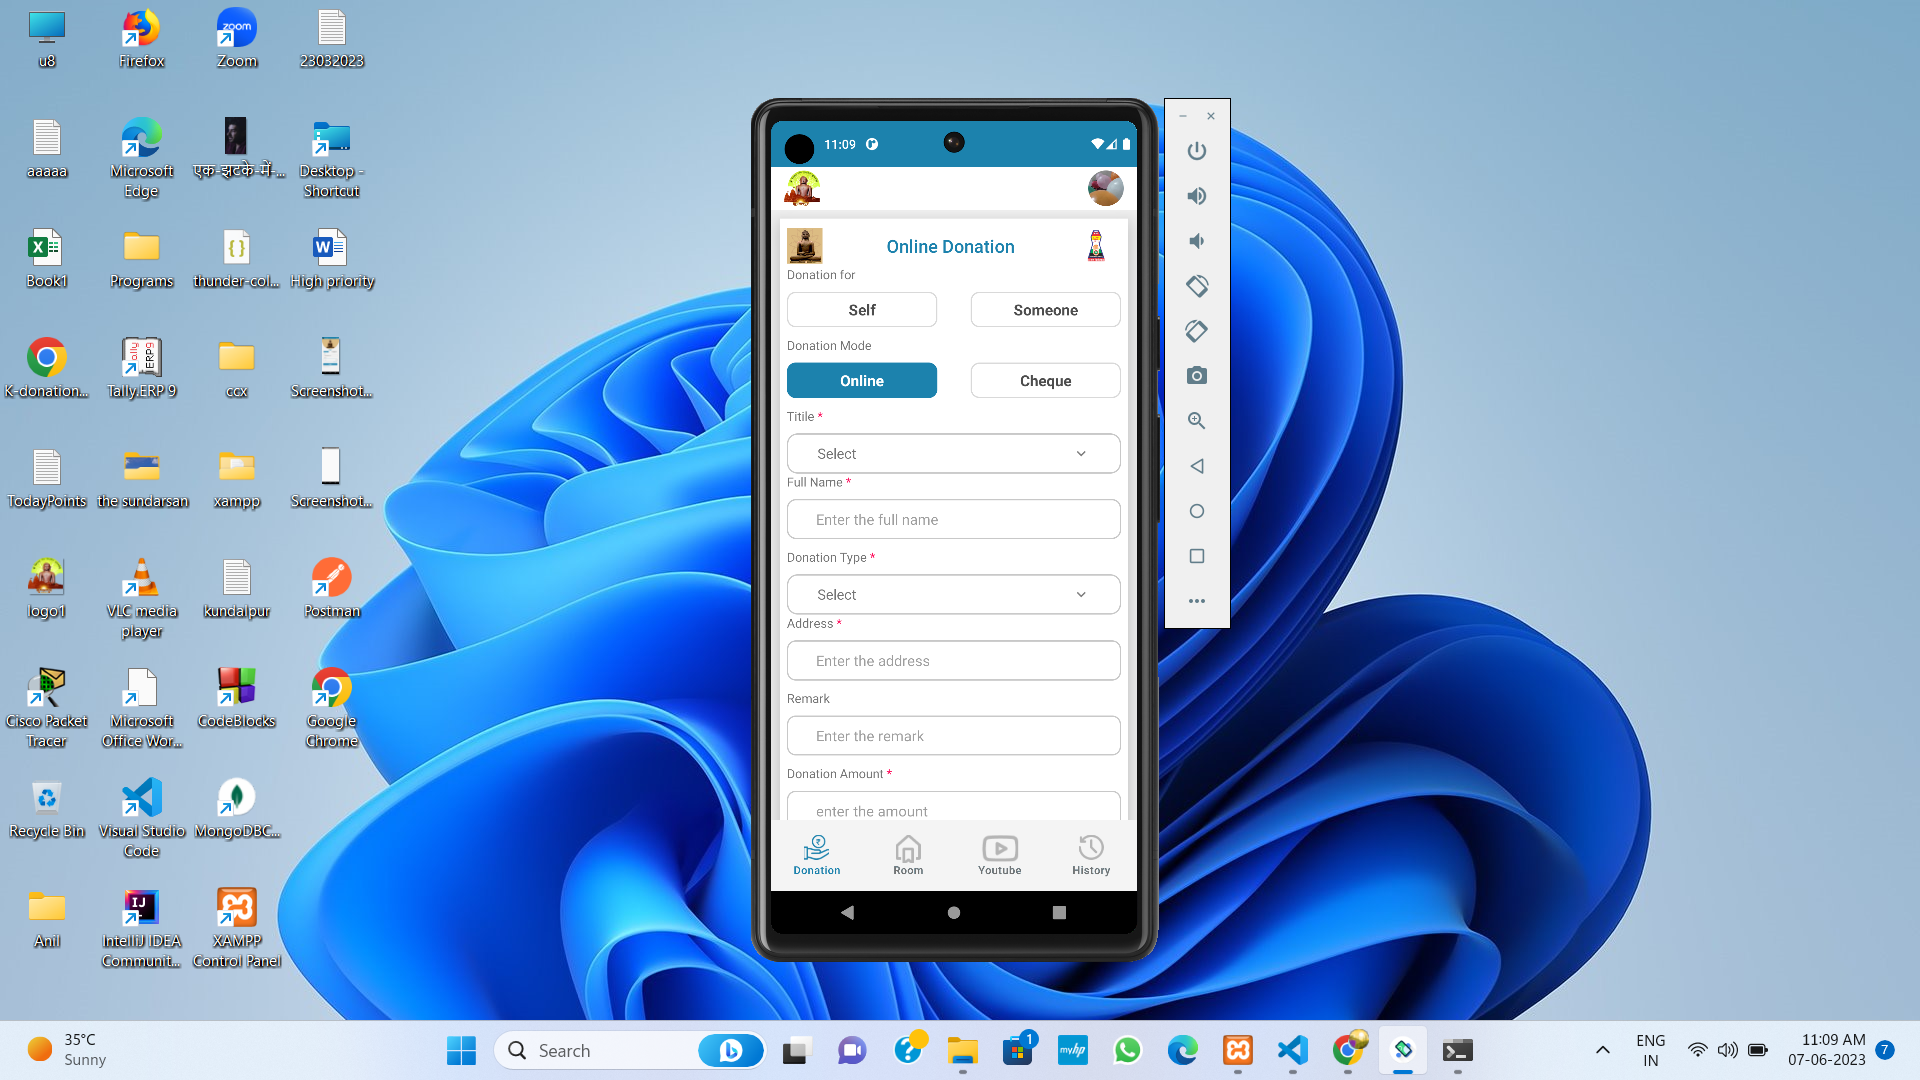 u8
Firefox
Zoom
23032023
aaaaa
Microsoft
Edge
एक-झटके-में-...
Desktop -
Shortcut
Book1
Programs
thunder-col...
High priority
K-donation...
Tally.ERP 9
ccx
Screenshot...
TodayPoints
the sundarsan
xampp
Screenshot...
logo1
VLC media
player
kundalpur
Postman
Cisco Packet
Tracer
Microsoft
Office Wor...
CodeBlocks
Google
Chrome
Recycle Bin
Visual Studio
Code
MongoDBC...
Anil
IntelliJ IDEA
Communit...
XAMPP
Control Panel
11:09
Online Donation
Donation for
Self
Someone
Donation Mode
Online
Cheque
Titile *
Select
Full Name *
Enter the full name
Donation Type *
Select
Address *
Enter the address
Remark
Enter the remark
Donation Amount *
enter the amount
Donation
Room
Youtube
History
35°C
Sunny
Search
1
myhp
ENG
IN
11:09 AM
07-06-2023
7